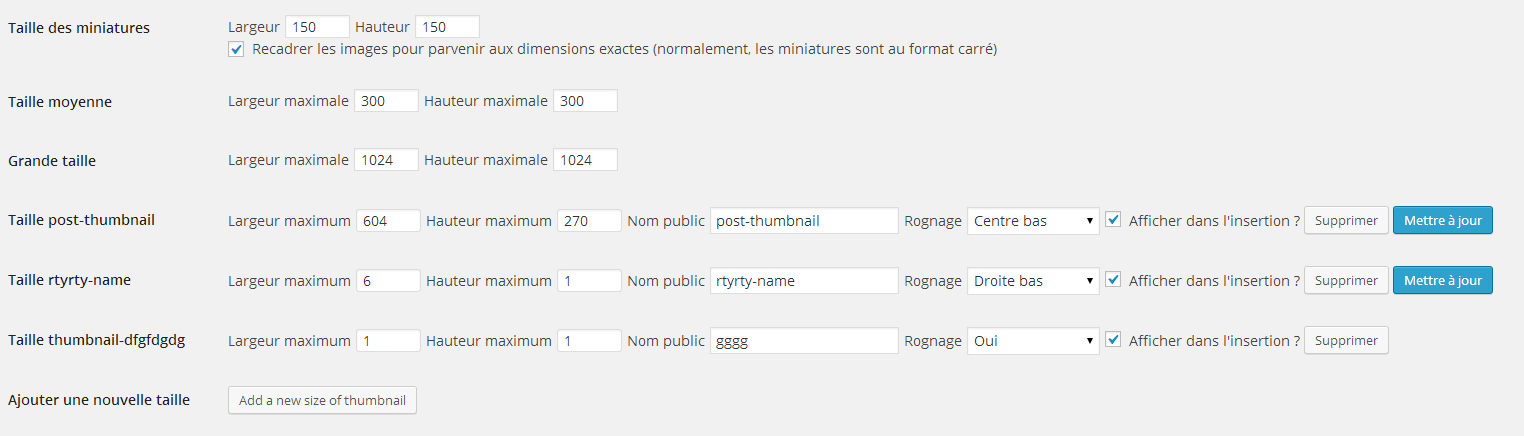 Taille des miniatures Largeur 150 Hauteur 150
Recadrer les images pour parvenir aux dimensions exactes (normalement, les miniatures sont au format carré)
Taille moyenne Largeur maximale 300 Hauteur maximale 300
Grande taille Largeur maximale 1024 Hauteur maximale 1024
Taille post-thumbnail Largeur maximum 604 Hauteur maximum 270 Nom public post-thumbnail Rognage Centre bas Afficher dans l'insertion ? Supprimer Mettre à jour
Taille rtyrty-name Largeur maximum 6 Hauteur maximum 1 Nom public rtyrty-name Rognage Droite bas Afficher dans l'insertion ? Supprimer Mettre à jour
Taille thumbnail-dfgfdgdg Largeur maximum 1 Hauteur maximum 1 Nom public gggg Rognage Oui Afficher dans l'insertion ? Supprimer
Ajouter une nouvelle taille Add a new size of thumbnail